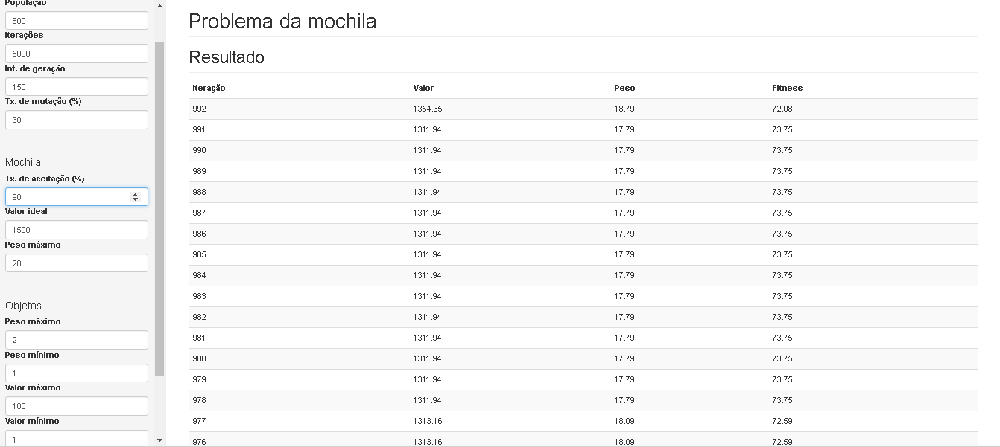 População
500
Iterações
5000
Int. de geração
150
Tx. de mutação (%)
30
Mochila
Tx. de aceitação (%)
90
Valor ideal
1500
Peso máximo
20
Objetos
Peso máximo
2
Peso mínimo
1
Valor máximo
100
Valor mínimo
1
Problema da mochila
Resultado
Iteração Valor Peso Fitness
992 1354.35 18.79 72.08
991 1311.94 17.79 73.75
990 1311.94 17.79 73.75
989 1311.94 17.79 73.75
988 1311.94 17.79 73.75
987 1311.94 17.79 73.75
986 1311.94 17.79 73.75
985 1311.94 17.79 73.75
984 1311.94 17.79 73.75
983 1311.94 17.79 73.75
982 1311.94 17.79 73.75
981 1311.94 17.79 73.75
980 1311.94 17.79 73.75
979 1311.94 17.79 73.75
978 1311.94 17.79 73.75
977 1313.16 18.09 72.59
976 1313.16 18.09 72.59